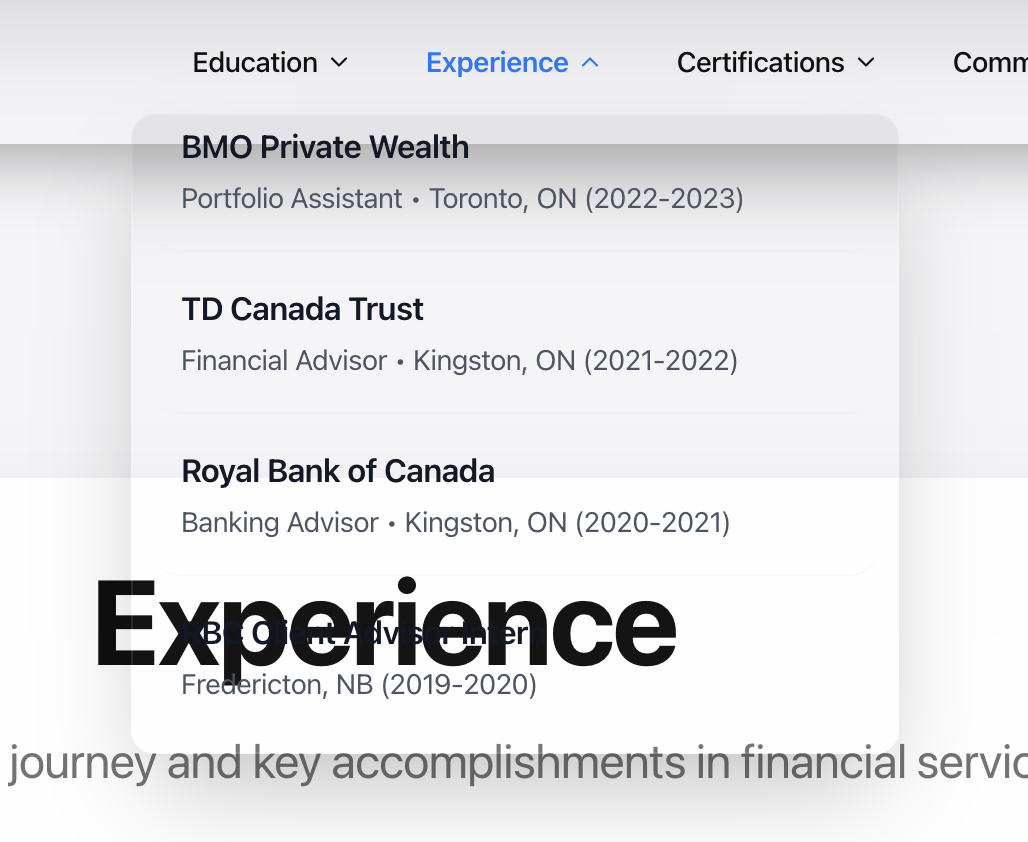 Education Experience Certifications Comm
BMO Private Wealth
Portfolio Assistant • Toronto, ON (2022-2023)
TD Canada Trust
Financial Advisor • Kingston, ON (2021-2022)
Royal Bank of Canada
Banking Advisor • Kingston, ON (2020-2021)
Experience
RBC Client Advisor Intern
Fredericton, NB (2019-2020)
journey and key accomplishments in financial servic